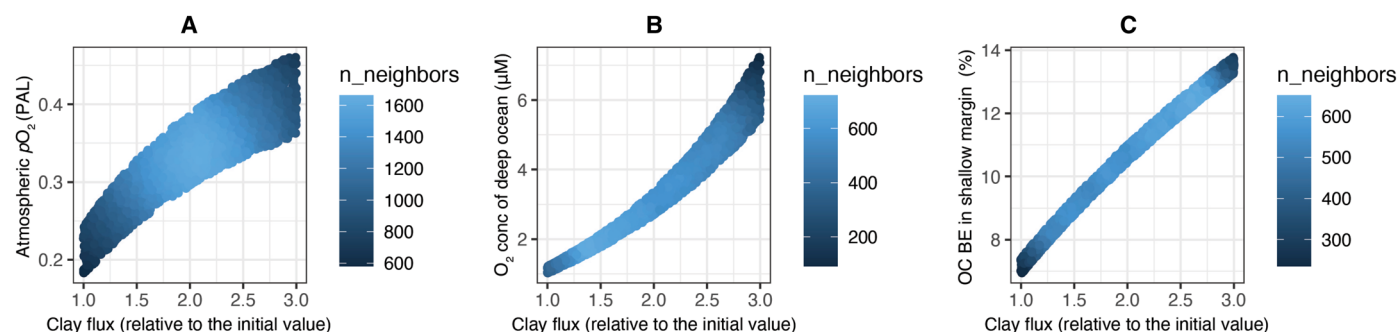 A
Atmospheric pO₂ (PAL)
0.4
0.3
0.2
1.0 1.5 2.0 2.5 3.0
Clay flux (relative to the initial value)
n_neighbors
1600
1400
1200
1000
800
600
B
O₂ conc of deep ocean (µM)
6
4
2
1.0 1.5 2.0 2.5 3.0
Clay flux (relative to the initial value)
n_neighbors
600
400
200
C
OC BE in shallow margin (%)
14
12
10
8
1.0 1.5 2.0 2.5 3.0
Clay flux (relative to the initial value)
n_neighbors
600
500
400
300